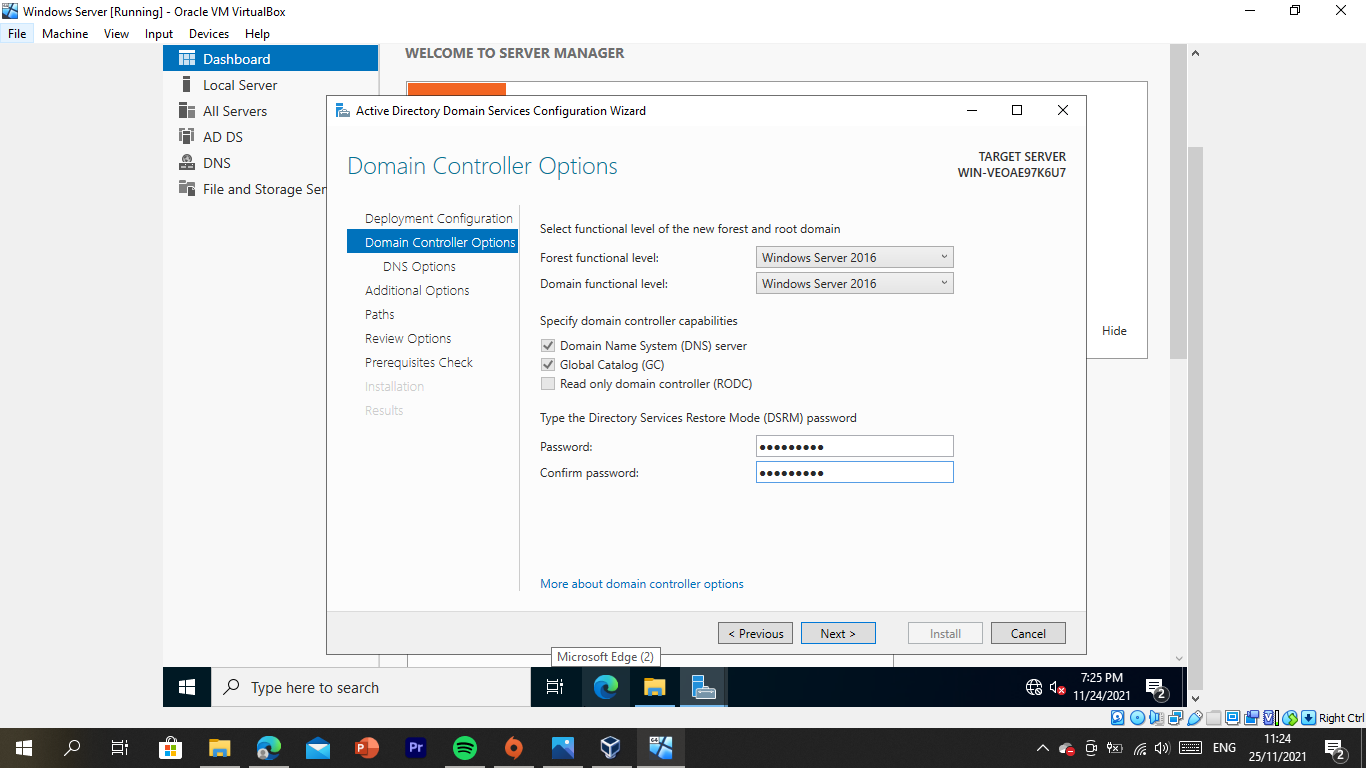 Windows Server [Running] - Oracle VM VirtualBox
File Machine View Input Devices Help
Dashboard
Local Server
All Servers
AD DS
DNS
File and Storage Ser
WELCOME TO SERVER MANAGER
Hide
Active Directory Domain Services Configuration Wizard
Domain Controller Options
TARGET SERVER
WIN-VEOAE97K6U7
Deployment Configuration
Domain Controller Options
DNS Options
Additional Options
Paths
Review Options
Prerequisites Check
Installation
Results
Select functional level of the new forest and root domain
Forest functional level: Windows Server 2016
Domain functional level: Windows Server 2016
Specify domain controller capabilities
Domain Name System (DNS) server
Global Catalog (GC)
Read only domain controller (RODC)
Type the Directory Services Restore Mode (DSRM) password
Password: ●●●●●●●●●
Confirm password: ●●●●●●●●●
More about domain controller options
< Previous Next > Install Cancel
Microsoft Edge (2)
Type here to search
7:25 PM
11/24/2021
2
Right Ctrl
Pr
64
ENG
11:24
25/11/2021
2